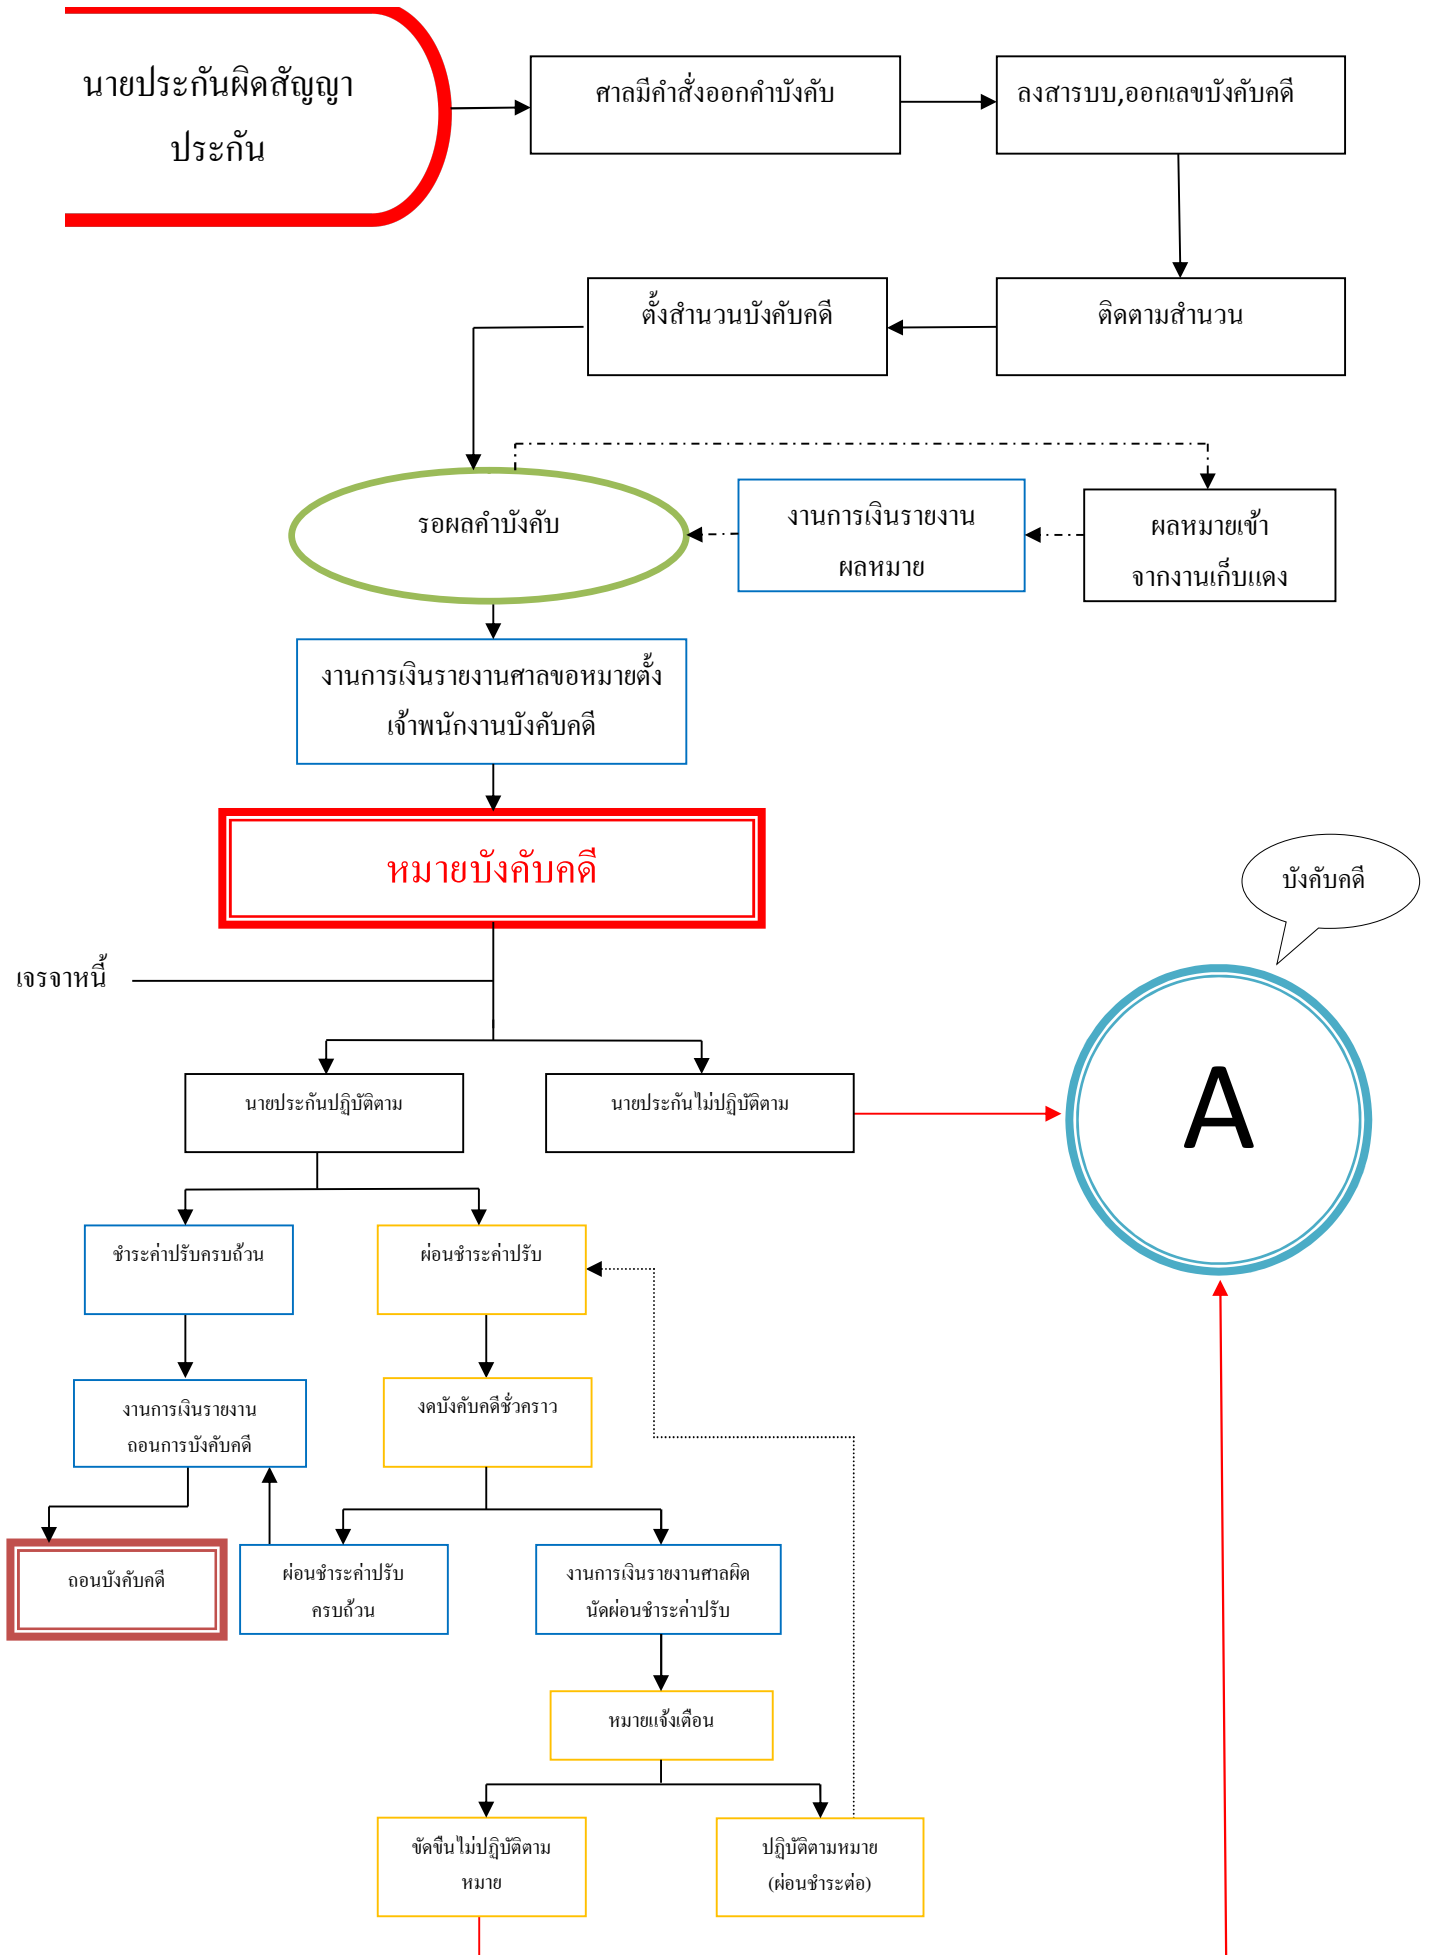 นายประกันผิดสัญญา
ประกัน
ศาลมีคำสั่งออกคำบังคับ
ลงสารบบ,ออกเลขบังคับคดี
ตั้งสำนวนบังคับคดี
ติดตามสำนวน
รอผลคำบังคับ
งานการเงินรายงาน
ผลหมาย
ผลหมายเข้า
จากงานเก็บแดง
งานการเงินรายงานศาลขอหมายตั้ง
เจ้าพนักงานบังคับคดี
หมายบังคับคดี
บังคับคดี
เจรจาหนี้
A
นายประกันปฏิบัติตาม
นายประกันไม่ปฏิบัติตาม
ชำระค่าปรับครบถ้วน
ผ่อนชำระค่าปรับ
งานการเงินรายงาน
ถอนการบังคับคดี
งดบังคับคดีชั่วคราว
ถอนบังคับคดี
ผ่อนชำระค่าปรับ
ครบถ้วน
งานการเงินรายงานศาลผิด
นัดผ่อนชำระค่าปรับ
หมายแจ้งเตือน
ขัดขืนไม่ปฏิบัติตาม
หมาย
ปฏิบัติตามหมาย
(ผ่อนชำระต่อ)